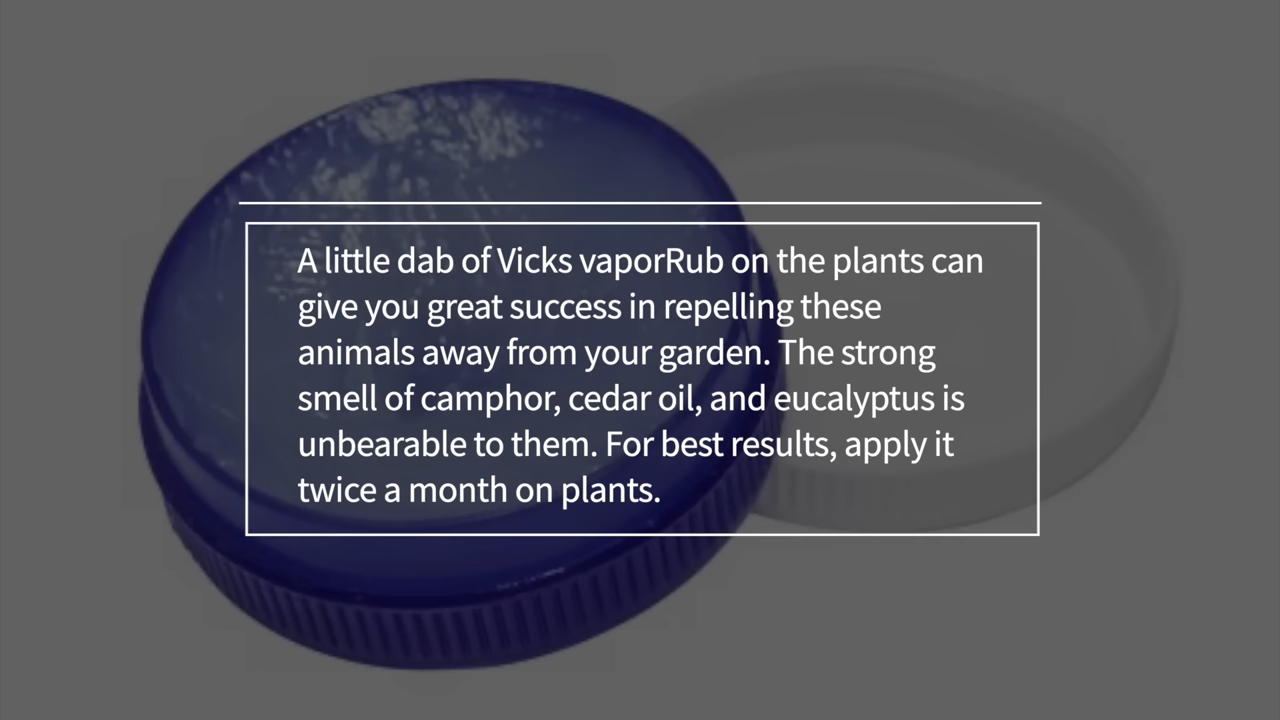 A little dab of Vicks vaporRub on the plants can
give you great success in repelling these
animals away from your garden. The strong
smell of camphor, cedar oil, and eucalyptus is
unbearable to them. For best results, apply it
twice a month on plants.